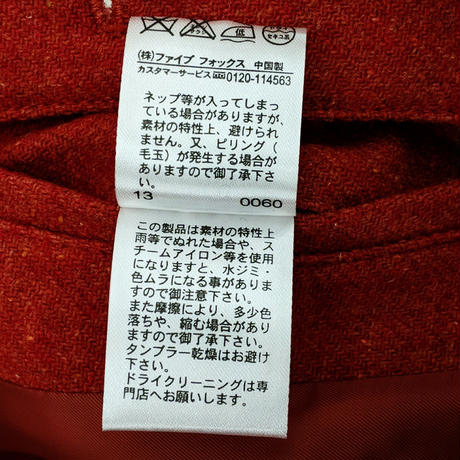 低
セキユ系
(株)ファイブ フォックス 中国製
カスタマーサービス 0120-114563
ネップ等が入ってしまっ
ている場合がありますが、
素材の特性上、避けられ
ません。又、ピリング(
毛玉)が発生する場合が
ありますので御了承下さ
い。
13 0060
この製品は素材の特性上
雨等でぬれた場合や、ス
チームアイロン等を使用
になりますと、水ジミ・
色ムラになる事がありま
すので御注意下さい。
また摩擦により、多少色
落ちや、縮む場合があり
ますので御了承下さい。
タンブラー乾燥はお避け
下さい。
ドライクリーニングは専
門店へお願い致します。